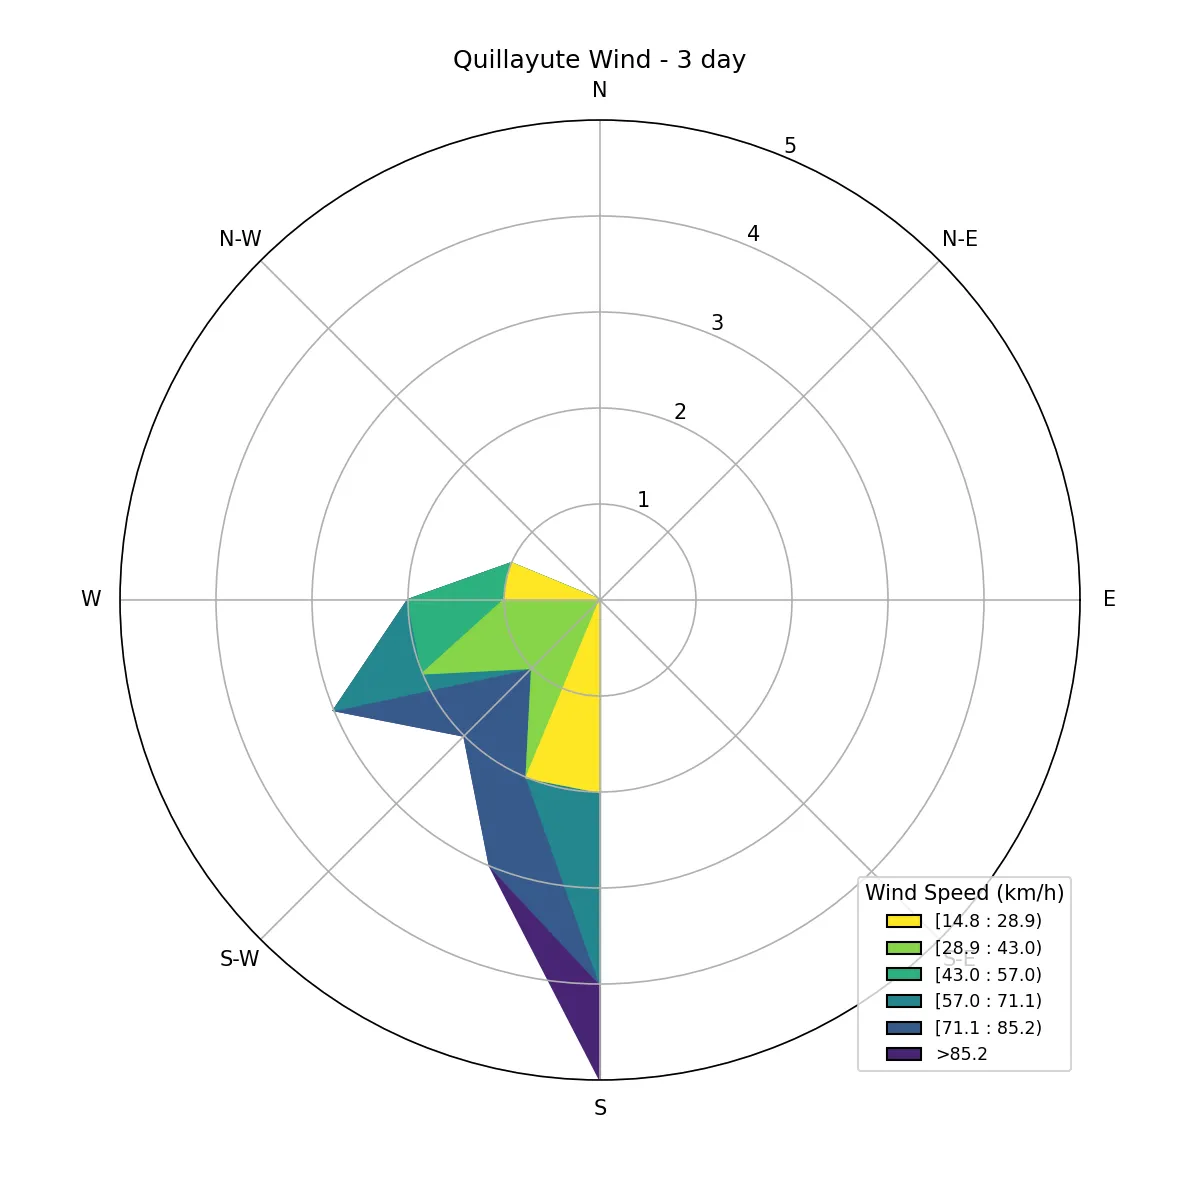 Quillayute Wind - 3 day
N
5
N-W
N-E
4
3
2
1
W
E
Wind Speed (km/h)
[14.8 : 28.9)
[28.9 : 43.0)
S-W
S-E
[43.0 : 57.0)
[57.0 : 71.1)
[71.1 : 85.2)
>85.2
S